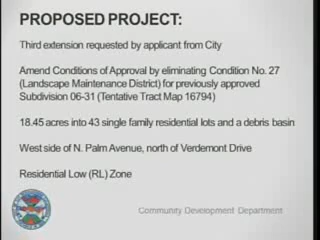 PROPOSED PROJECT:
Third extension requested by applicant from City
Amend Conditions of Approval by eliminating Condition No. 27
(Landscape Maintenance District) for previously approved
Subdivision 06-31 (Tentative Tract Map 16794)
18.45 acres into 43 single family residential lots and a debris basin
West side of N. Palm Avenue, north of Verdemont Drive
Residential Low (RL) Zone
Community Development Department